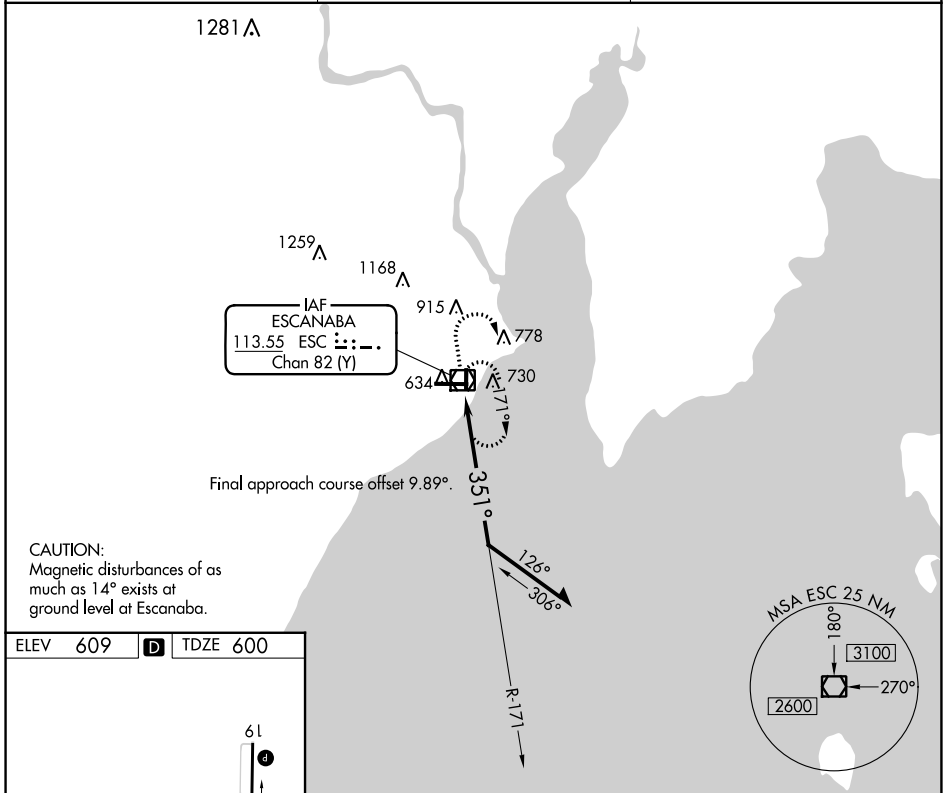 1281
1259
1168
915
778
IAF
ESCANABA
113.55 ESC
Chan 82 (Y)
634
730
171°
Final approach course offset 9.89°.
351°
126°
306°
CAUTION:
Magnetic disturbances of as
much as 14° exists at
ground level at Escanaba.
R-171
MSA ESC 25 NM
180°
3100
270°
2600
ELEV 609 D TDZE 600
19
P